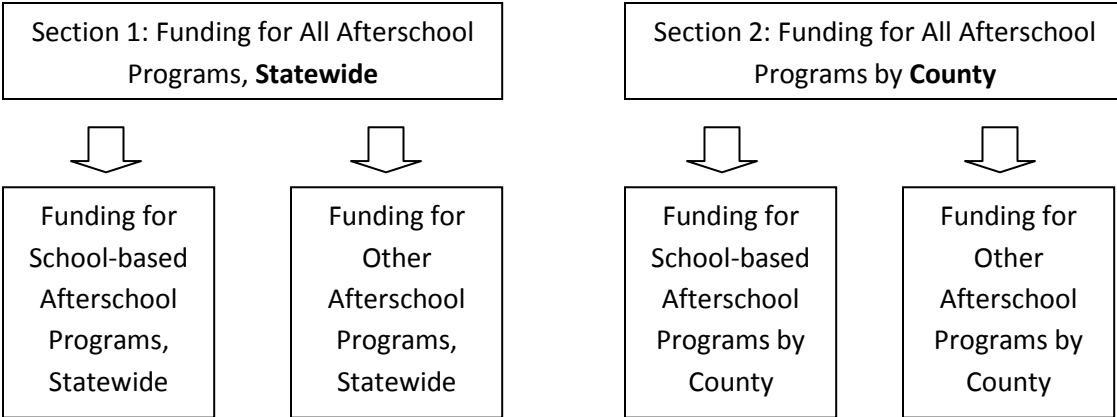 Section 1: Funding for All Afterschool
Programs, Statewide
Section 2: Funding for All Afterschool
Programs by County
Funding for
School-based
Afterschool
Programs,
Statewide
Funding for
Other
Afterschool
Programs,
Statewide
Funding for
School-based
Afterschool
Programs by
County
Funding for
Other
Afterschool
Programs by
County